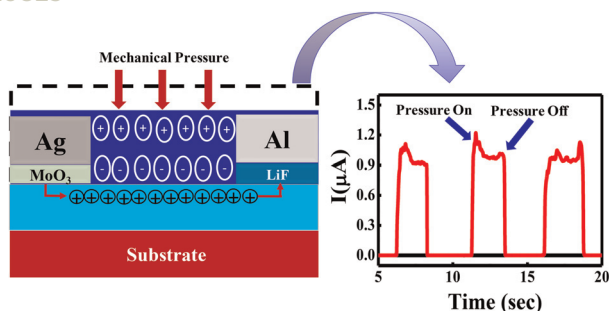 Mechanical Pressure
+ + + + + + +
Ag
Al
- - - - - - -
MoO3
LiF
+ + + + + + + + + + +
Substrate
Pressure On
Pressure Off
I(μA)
1.5
1.2
0.9
0.6
0.3
0.0
5 10 15 20
Time (sec)